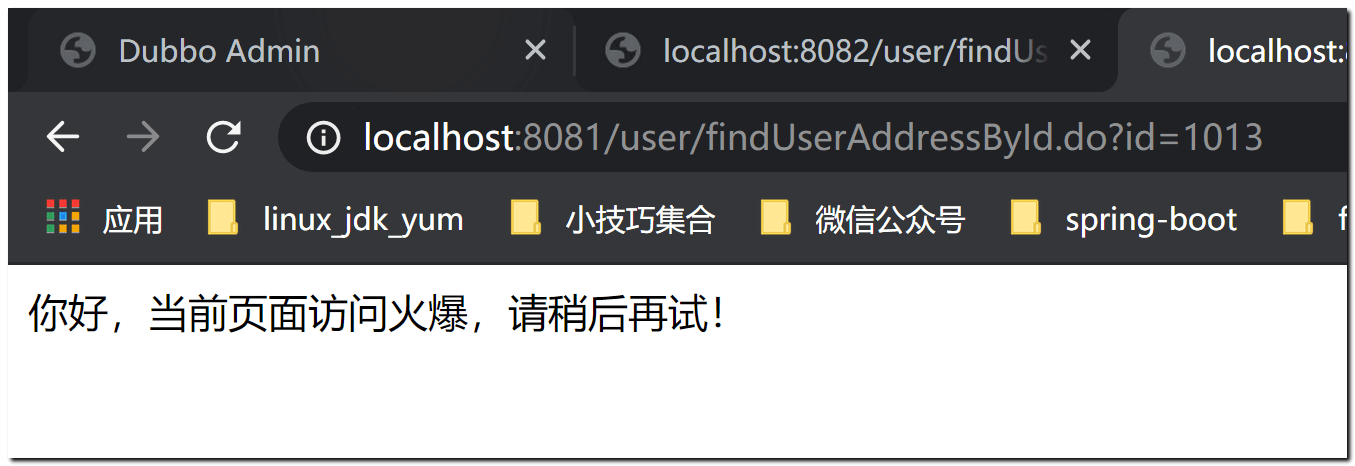 Dubbo Admin localhost:8082/user/findUs localhost:
localhost:8081/user/findUserAddressById.do?id=1013
应用 linux_jdk_yum 小技巧集合 微信公众号 spring-boot f
你好，当前页面访问火爆，请稍后再试！